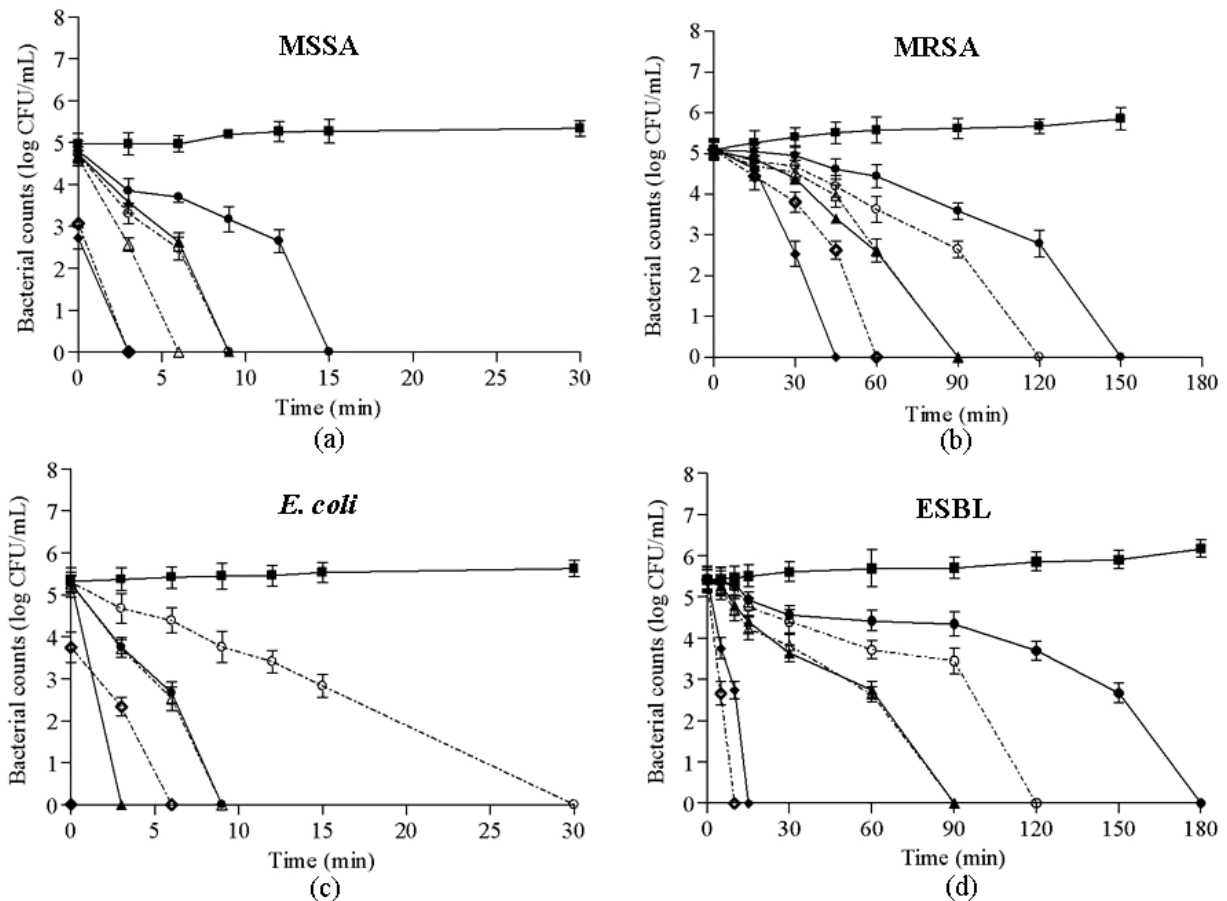 MSSA
Bacterial counts (log CFU/mL)
8
7
6
5
4
3
2
1
0
0 5 10 15 20 25 30
Time (min)
(a)
MRSA
Bacterial counts (log CFU/mL)
8
7
6
5
4
3
2
1
0
0 30 60 90 120 150 180
Time (min)
(b)
E. coli
Bacterial counts (log CFU/mL)
8
7
6
5
4
3
2
1
0
0 5 10 15 20 25 30
Time (min)
(c)
ESBL
Bacterial counts (log CFU/mL)
8
7
6
5
4
3
2
1
0
0 30 60 90 120 150 180
Time (min)
(d)